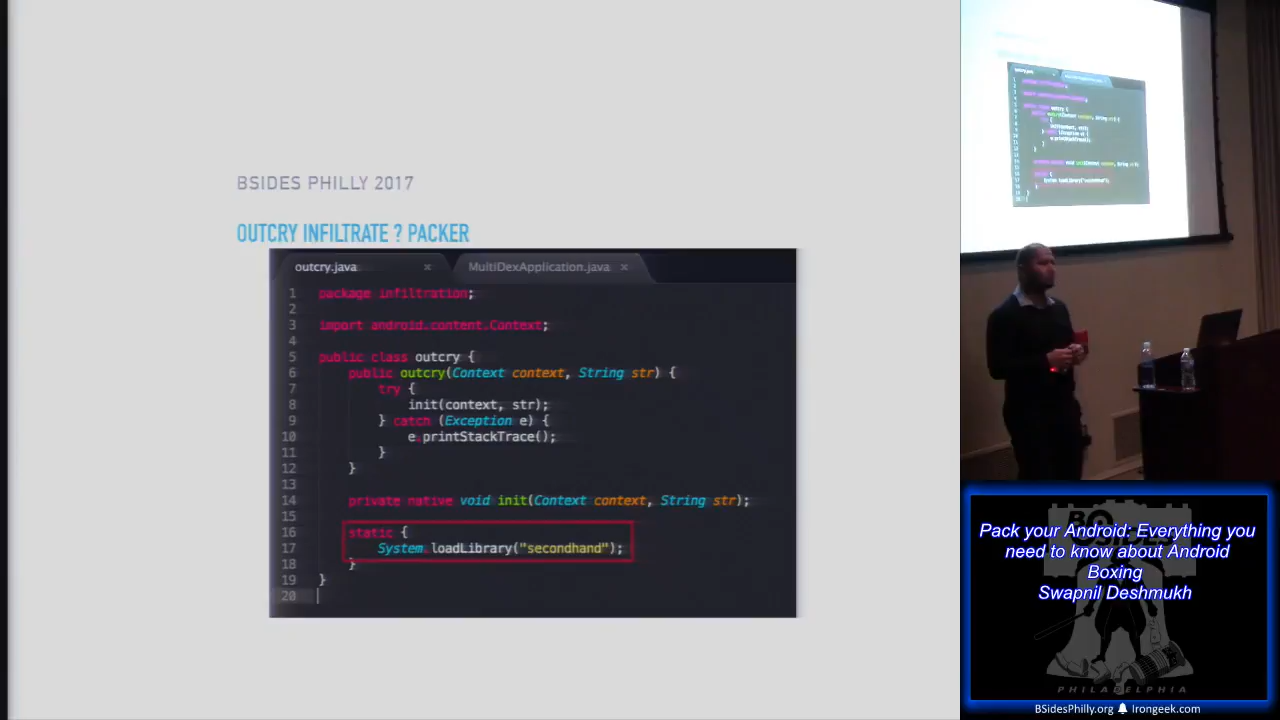 BSIDES PHILLY 2017
OUTCRY INFILTRATE ? PACKER
outcry.java ×
MultiDexApplication.java ×
1 package infiltration;
2
3 import android.content.Context;
4
5 public class outcry {
6 public outcry(Context context, String str) {
7 try {
8 init(context, str);
9 } catch (Exception e) {
10 e.printStackTrace();
11 }
12 }
13
14 private native void init(Context context, String str);
15
16 static {
17 System.loadLibrary("secondhand");
18 }
19 }
20
Pack your Android: Everything you
need to know about Android
Boxing
Swapnil Deshmukh
PHILADELPHIA
BSidesPhilly.org Irongeek.com